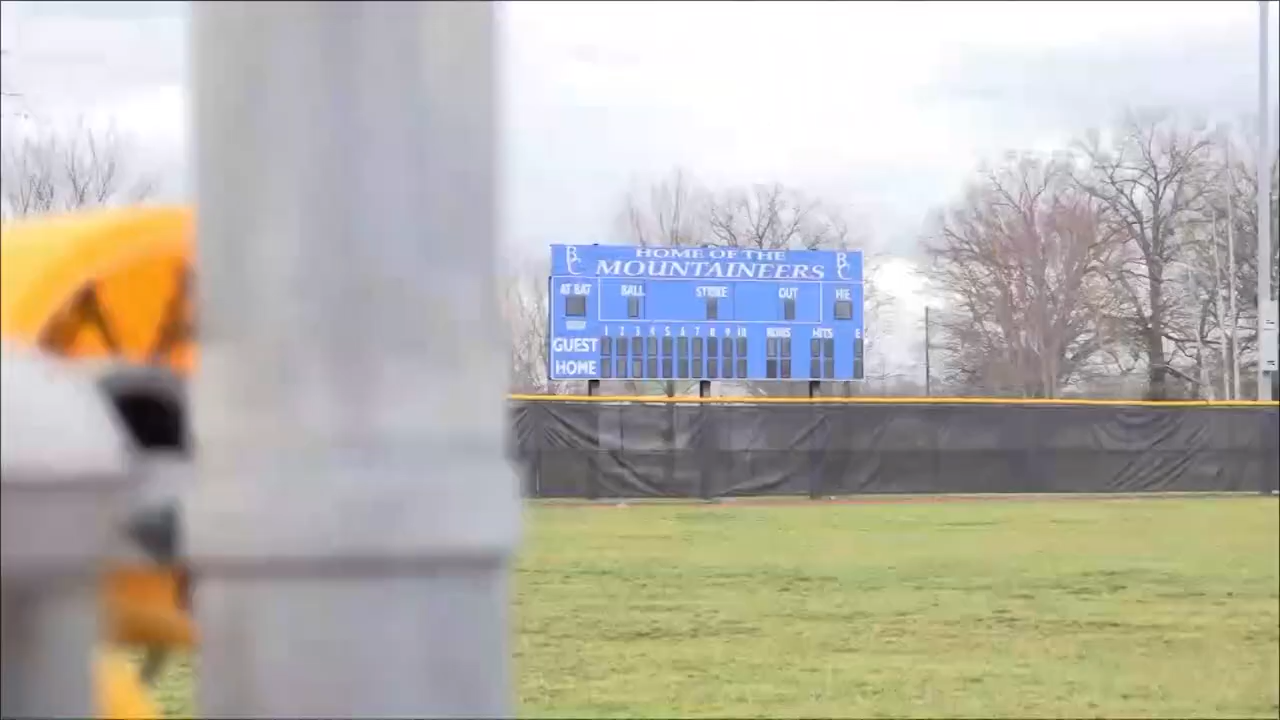 BC HOME OF THE BC
MOUNTAINEERS
AT BAT BALL STRIKE OUT H/E
1 2 3 4 5 6 7 8 9 10 RUNS HITS E
GUEST
HOME